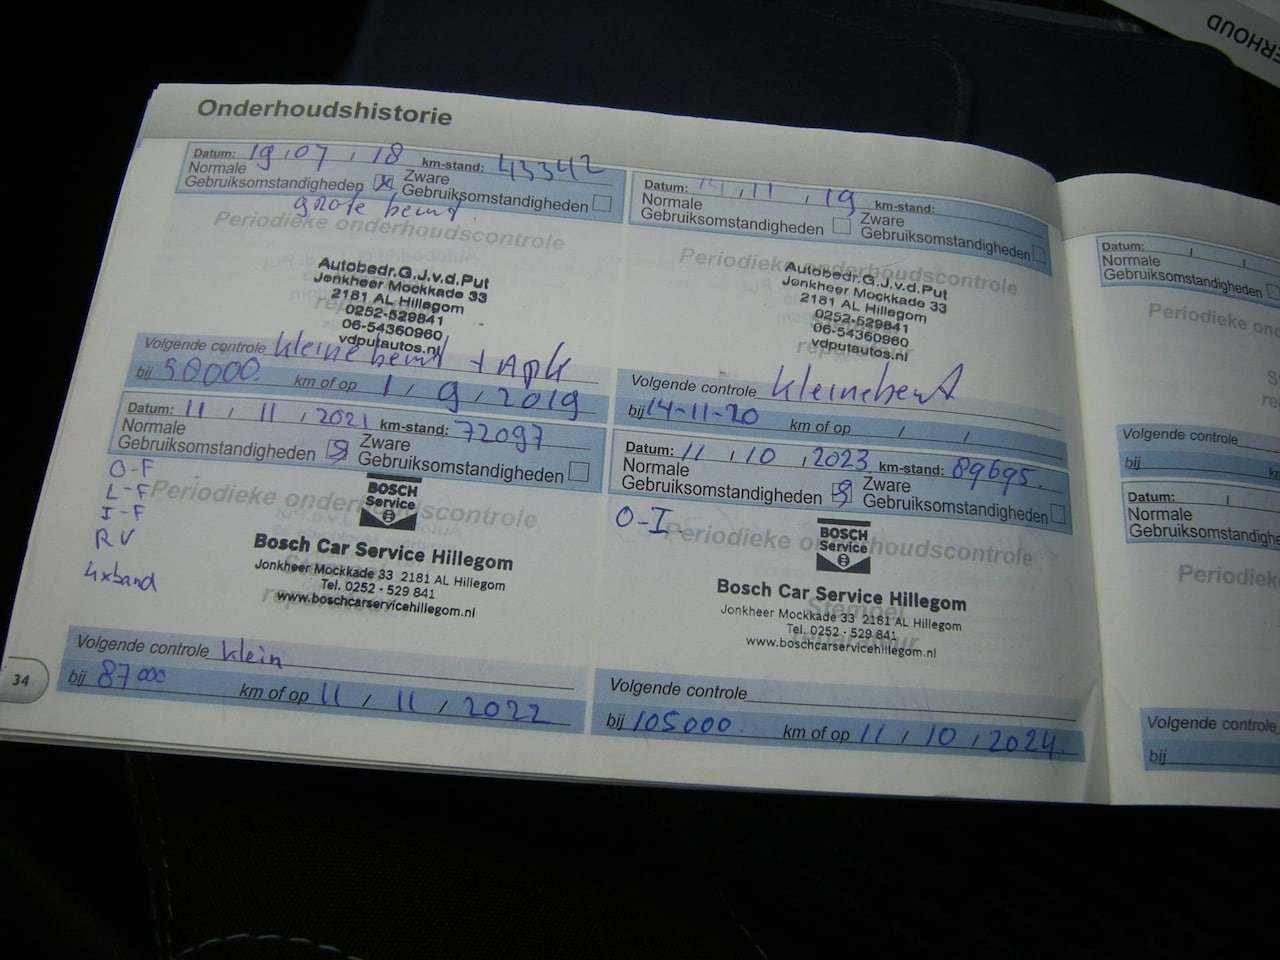 ERHOUD
Onderhoudshistorie
Datum: 19 / 07 / 18 km-stand: 43342
Normale
Gebruiksomstandigheden Zware
Gebruiksomstandigheden
grote beurt.
Periodieke onderhoudscontrole
Autobedr.G.J.v.d.Put
Jonkheer Mockkade 33
2181 AL Hillegom
0252-529841
06-54360960
vdputautos.nl
Volgende controle kleine beurt + Apk
bij 58000. km of op 1 / 9 / 2019
Datum: 14 / 11 / 19 km-stand:
Normale
Gebruiksomstandigheden Zware
Gebruiksomstandigheden
Periodieke onderhoudscontrole
Autobedr.G.J.v.d.Put
Jonkheer Mockkade 33
2181 AL Hillegom
0252-529841
06-54360960
vdputautos.nl
Volgende controle kleinebeurt
bij 14-11-20 km of op / /
Datum: 11 / 11 / 2021 km-stand: 72097
Normale
Gebruiksomstandigheden Zware
Gebruiksomstandigheden
O-F
L-F
I-F
RV
4xband
Periodieke onderhoudscontrole
BOSCH
Service
Bosch Car Service Hillegom
Jonkheer Mockkade 33 2181 AL Hillegom
Tel. 0252 - 529 841
www.boschcarservicehillegom.nl
Volgende controle klein
bij 87000 km of op 11 / 11 / 2022
Datum: 11 / 10 / 2023 km-stand: 89695.
Normale
Gebruiksomstandigheden Zware
Gebruiksomstandigheden
O-I
Periodieke onderhoudscontrole
BOSCH
Service
Stempel
Bosch Car Service Hillegom
Jonkheer Mockkade 33 2181 AL Hillegom
Tel. 0252 - 529 841
www.boschcarservicehillegom.nl
Volgende controle
bij 105000. km of op 11 / 10 / 2024
34
Datum: / /
Normale
Gebruiksomstandigheden
Periodieke ond
Volgende controle
bij
Datum: /
Normale
Gebruiksomstandighe
Periodiek
Volgende controle
bij